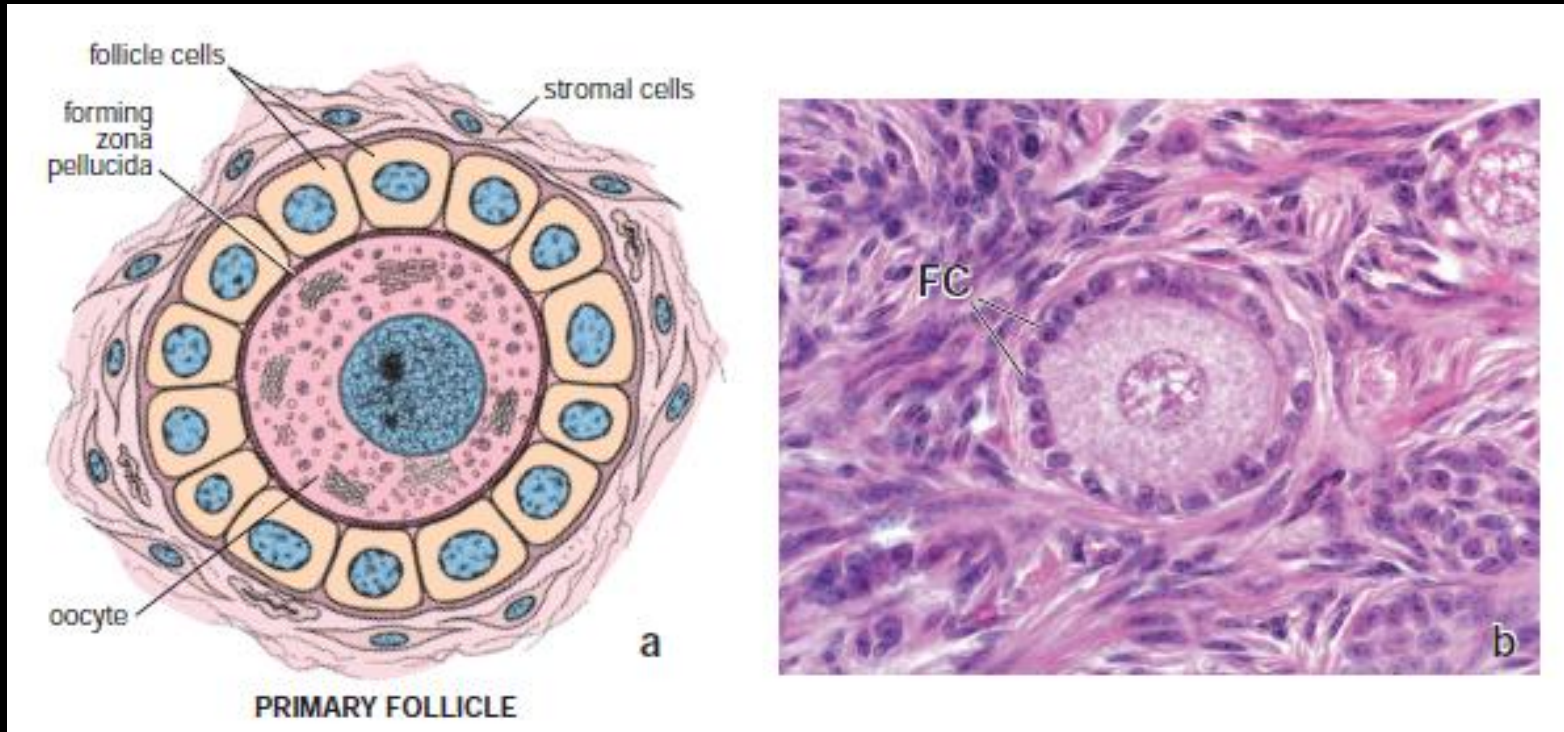 follicle cells
forming
zona
pellucida
stromal cells
oocyte
a
PRIMARY FOLLICLE
FC
b